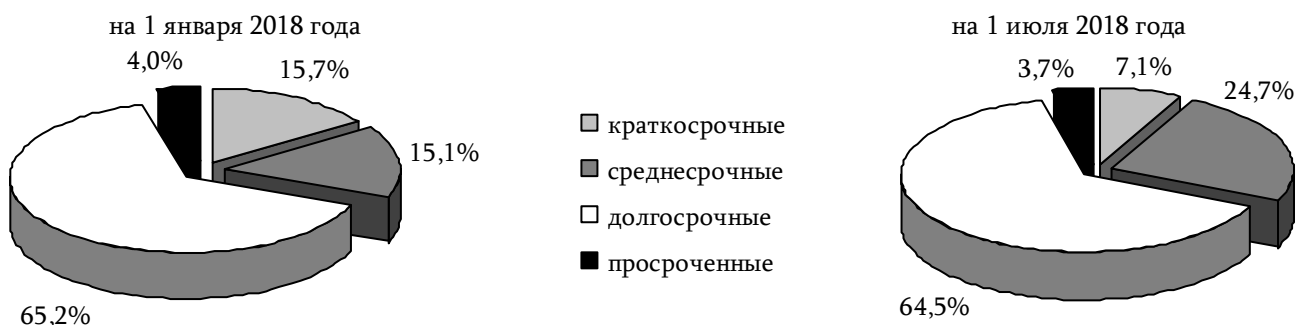 на 1 января 2018 года
4,0%
15,7%
15,1%
65,2%
краткосрочные
среднесрочные
долгосрочные
просроченные
на 1 июля 2018 года
3,7%
7,1%
24,7%
64,5%